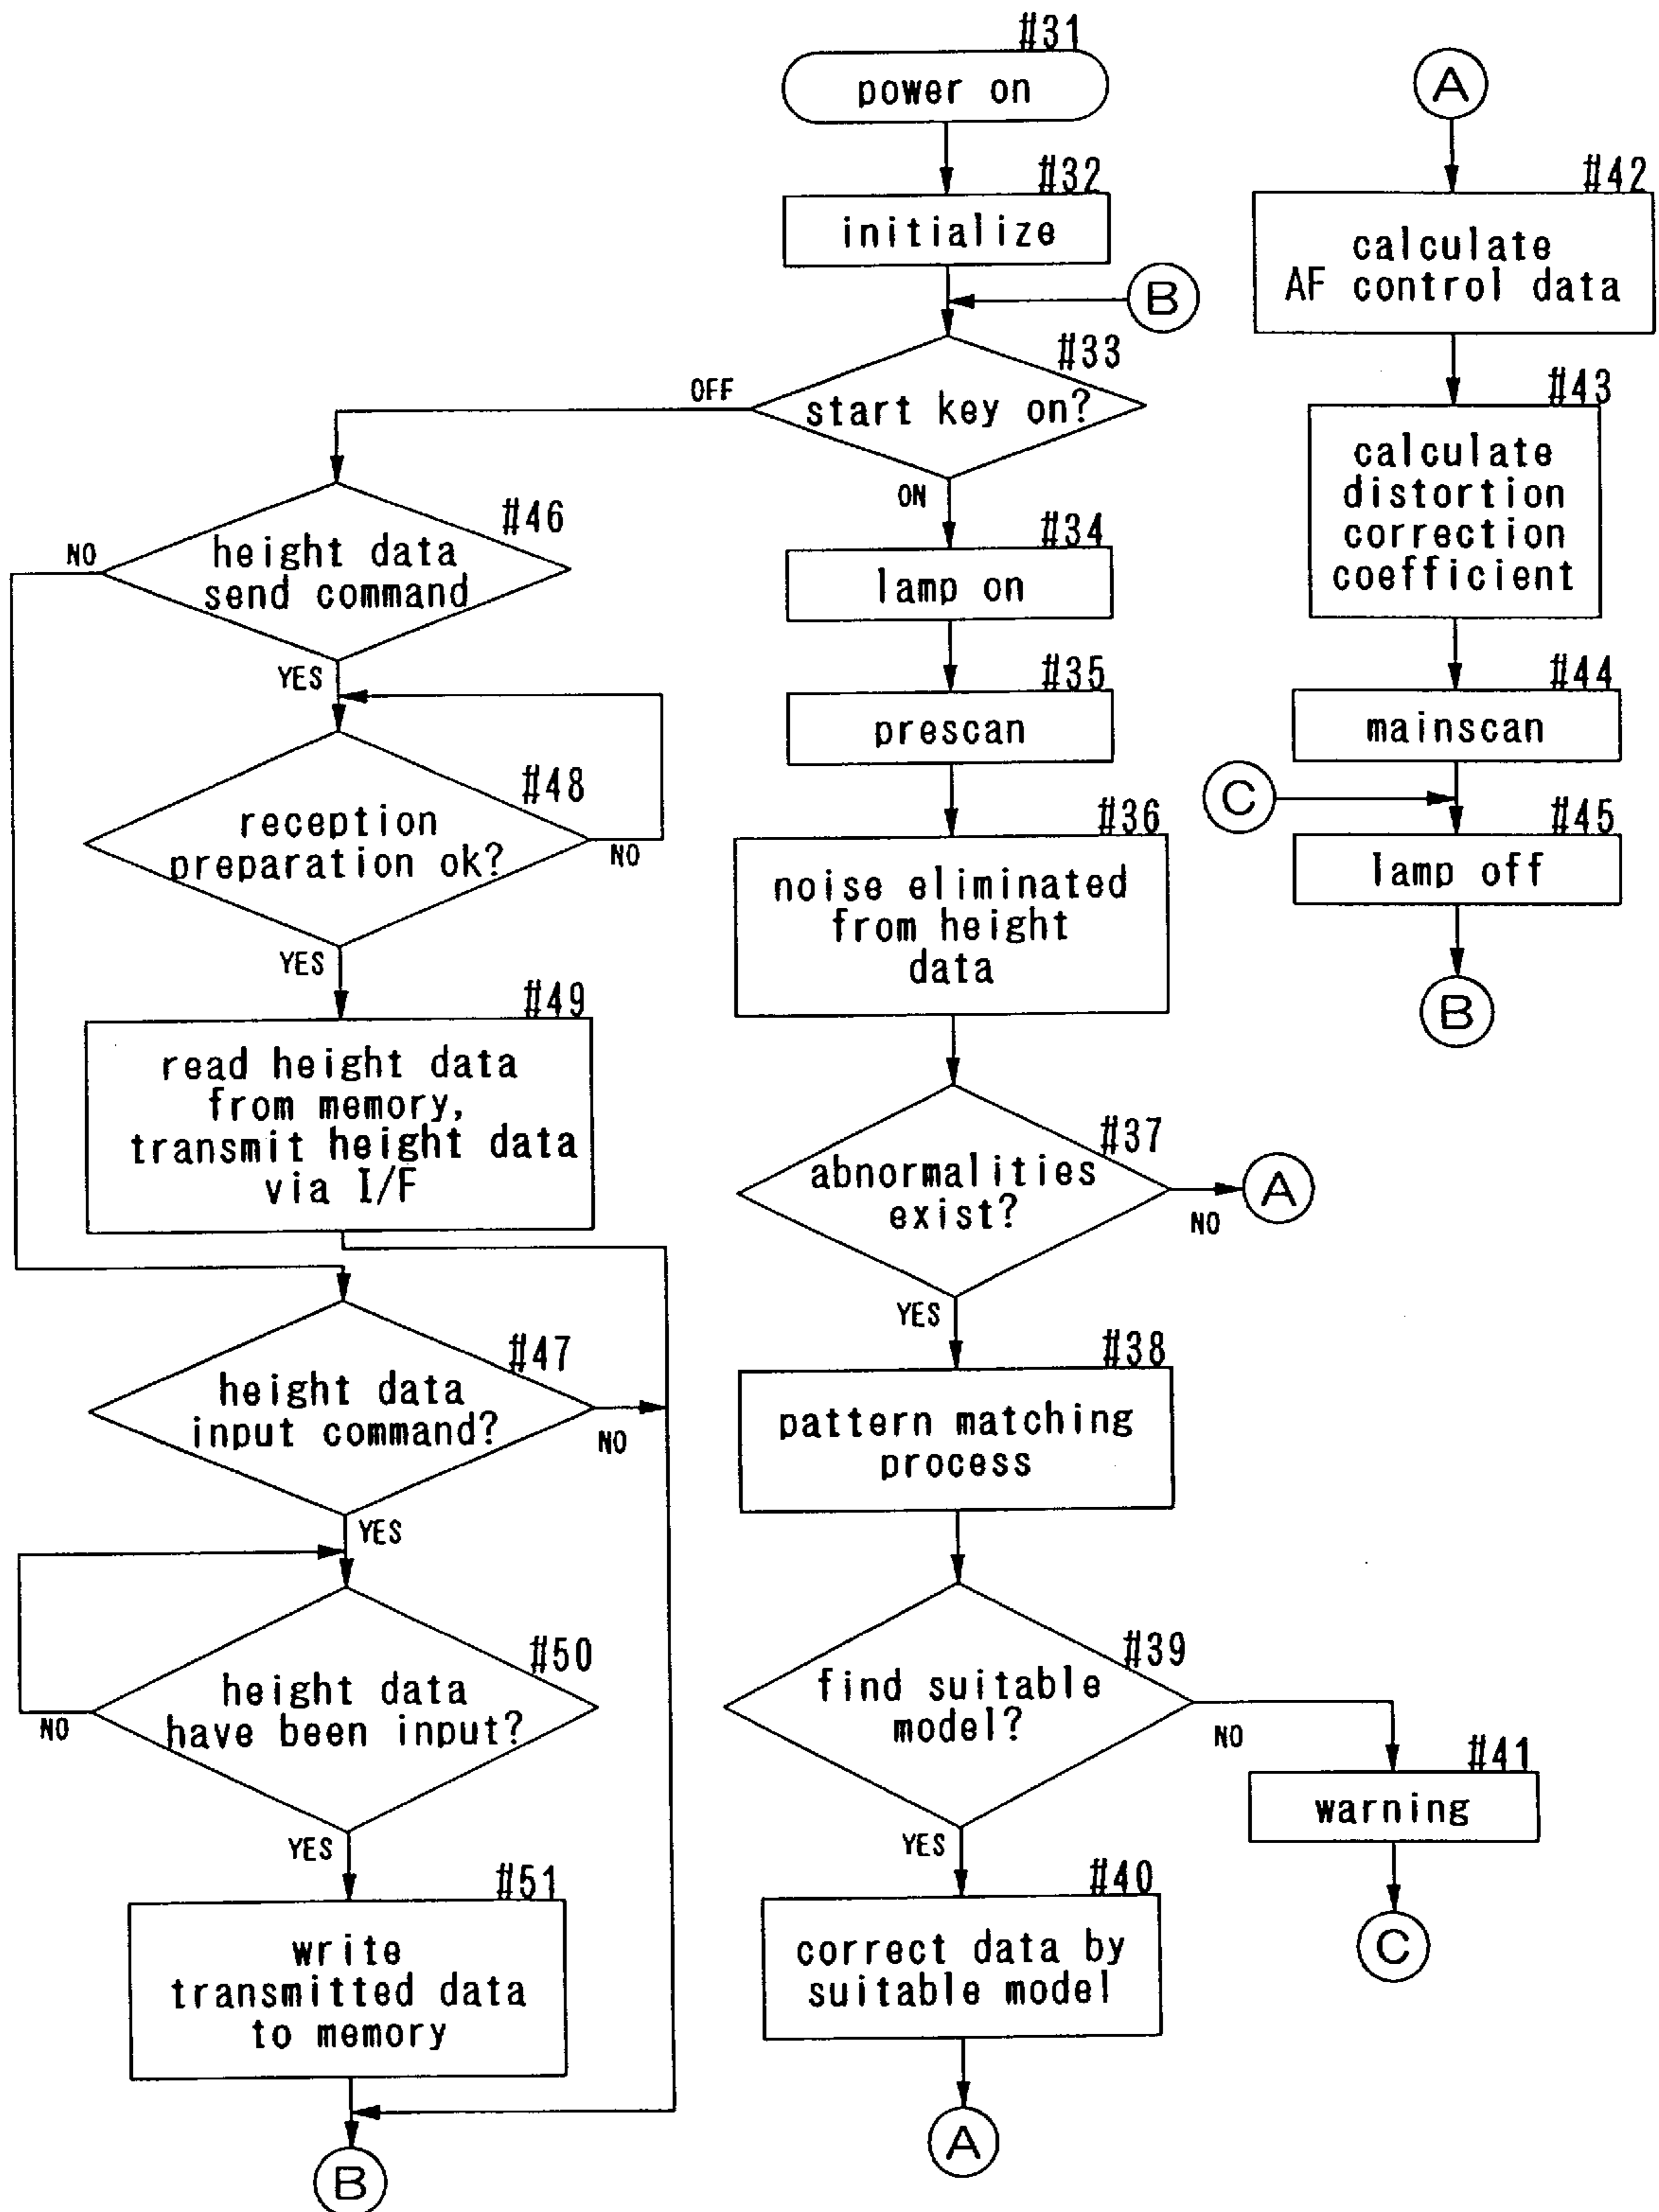 #31
power on
#32
initialize
B
#33
start key on?
OFF
ON
#34
lamp on
#35
prescan
#36
noise eliminated
from height
data
#37
abnormalities
exist?
NO
A
YES
#38
pattern matching
process
#39
find suitable
model?
NO
#41
warning
C
YES
#40
correct data by
suitable model
A
#46
height data
send command
NO
YES
#48
reception
preparation ok?
NO
YES
#49
read height data
from memory,
transmit height data
via I/F
#47
height data
input command?
NO
YES
#50
height data
have been input?
NO
YES
#51
write
transmitted data
to memory
B
A
#42
calculate
AF control data
#43
calculate
distortion
correction
coefficient
#44
mainscan
C
#45
lamp off
B